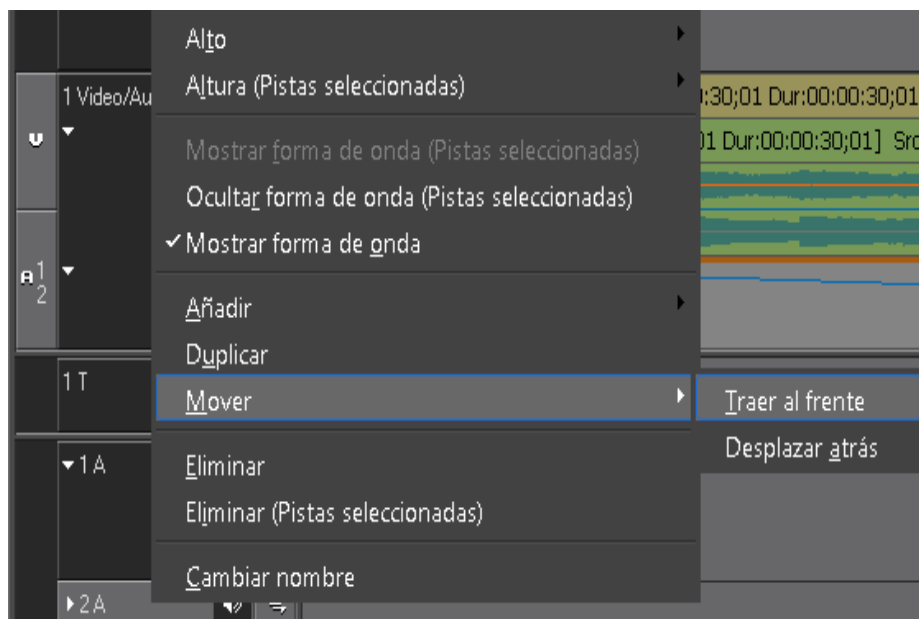 Alto
Altura (Pistas seleccionadas)
1 Video/Au
:30;01 Dur:00:00:30;01
V
Mostrar forma de onda (Pistas seleccionadas)
01 Dur:00:00:30;01] Src
Ocultar forma de onda (Pistas seleccionadas)
Mostrar forma de onda
A 1
2
Añadir
Duplicar
1 T
Mover
Traer al frente
Desplazar atrás
1 A
Eliminar
Eliminar (Pistas seleccionadas)
Cambiar nombre
2 A